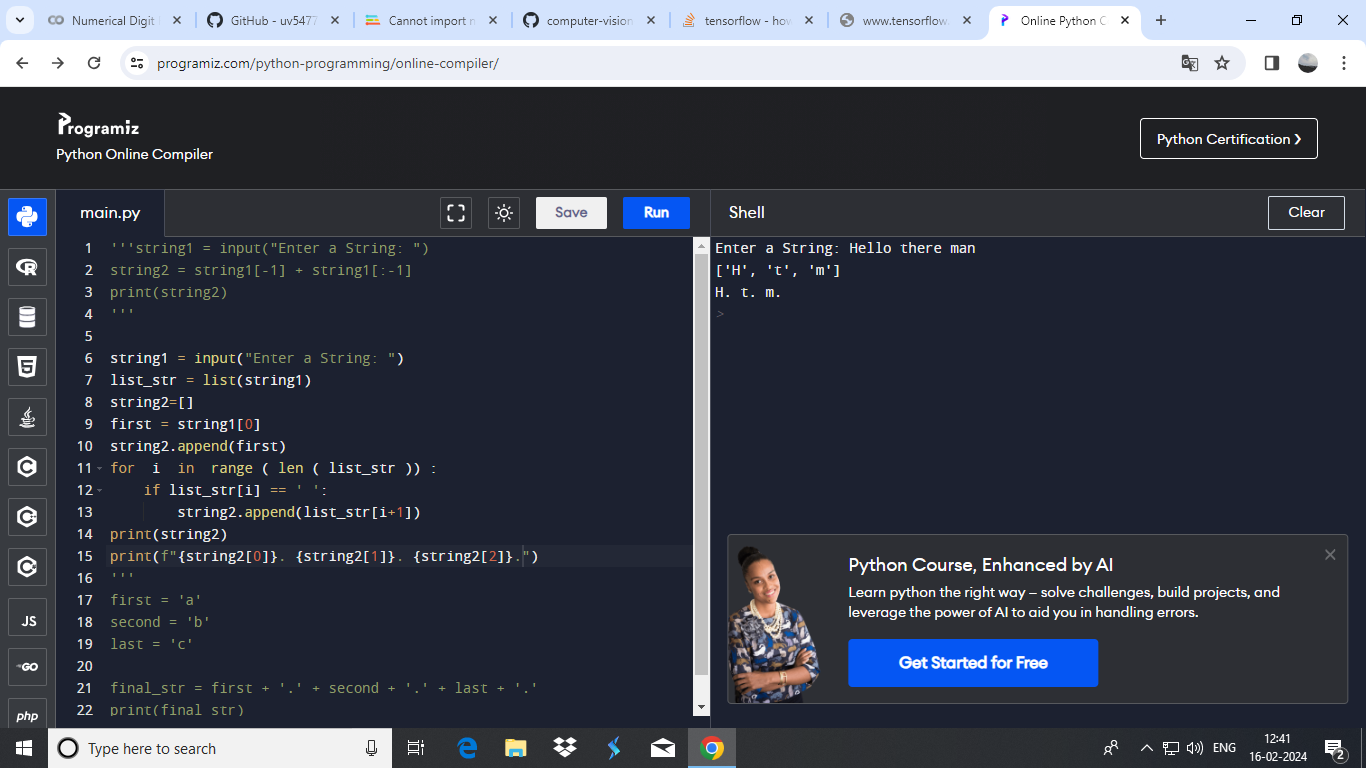 Numerical Digit
GitHub - uv5477
Cannot import n
computer-vision
tensorflow - how
www.tensorflow.
Online Python C
programiz.com/python-programming/online-compiler/
Programiz
Python Online Compiler
Python Certification ❯
main.py
Save
Run
Shell
Clear
1 '''string1 = input("Enter a String: ")
2 string2 = string1[-1] + string1[:-1]
3 print(string2)
4 '''
5
6 string1 = input("Enter a String: ")
7 list_str = list(string1)
8 string2=[]
9 first = string1[0]
10 string2.append(first)
11 for  i  in  range ( len ( list_str )) :
12     if list_str[i] == ' ':
13         string2.append(list_str[i+1])
14 print(string2)
15 print(f"{string2[0]}. {string2[1]}. {string2[2]}.")
16 '''
17 first = 'a'
18 second = 'b'
19 last = 'c'
20
21 final_str = first + '.' + second + '.' + last + '.'
22 print(final_str)
Enter a String: Hello there man
['H', 't', 'm']
H. t. m.
>
JS
GO
php
Python Course, Enhanced by AI
Learn python the right way — solve challenges, build projects, and
leverage the power of AI to aid you in handling errors.
Get Started for Free
Type here to search
ENG
12:41
16-02-2024
2